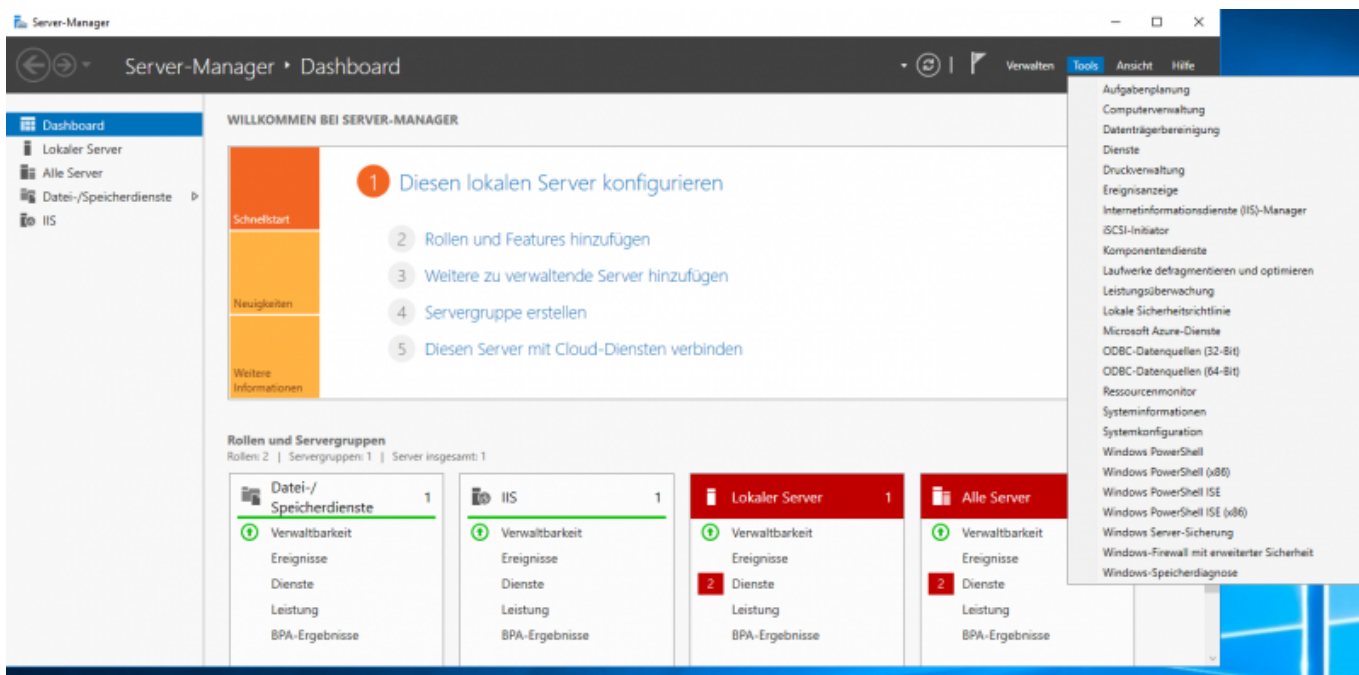 Server-Manager
Server-Manager ‣ Dashboard
Verwalten Tools Ansicht Hilfe
Dashboard
Lokaler Server
Alle Server
Datei-/Speicherdienste
IIS
WILLKOMMEN BEI SERVER-MANAGER
Schnellstart
Neuigkeiten
Weitere
Informationen
1 Diesen lokalen Server konfigurieren
2 Rollen und Features hinzufügen
3 Weitere zu verwaltende Server hinzufügen
4 Servergruppe erstellen
5 Diesen Server mit Cloud-Diensten verbinden
Rollen und Servergruppen
Rollen: 2 | Servergruppen: 1 | Server insgesamt: 1
Datei-/
Speicherdienste 1
Verwaltbarkeit
Ereignisse
Dienste
Leistung
BPA-Ergebnisse
IIS 1
Verwaltbarkeit
Ereignisse
Dienste
Leistung
BPA-Ergebnisse
Lokaler Server 1
Verwaltbarkeit
Ereignisse
2 Dienste
Leistung
BPA-Ergebnisse
Alle Server
Verwaltbarkeit
Ereignisse
2 Dienste
Leistung
BPA-Ergebnisse
Aufgabenplanung
Computerverwaltung
Datenträgerbereinigung
Dienste
Druckverwaltung
Ereignisanzeige
Internetinformationsdienste (IIS)-Manager
iSCSI-Initiator
Komponentendienste
Laufwerke defragmentieren und optimieren
Leistungsüberwachung
Lokale Sicherheitsrichtlinie
Microsoft Azure-Dienste
ODBC-Datenquellen (32-Bit)
ODBC-Datenquellen (64-Bit)
Ressourcenmonitor
Systeminformationen
Systemkonfiguration
Windows PowerShell
Windows PowerShell (x86)
Windows PowerShell ISE
Windows PowerShell ISE (x86)
Windows Server-Sicherung
Windows-Firewall mit erweiterter Sicherheit
Windows-Speicherdiagnose